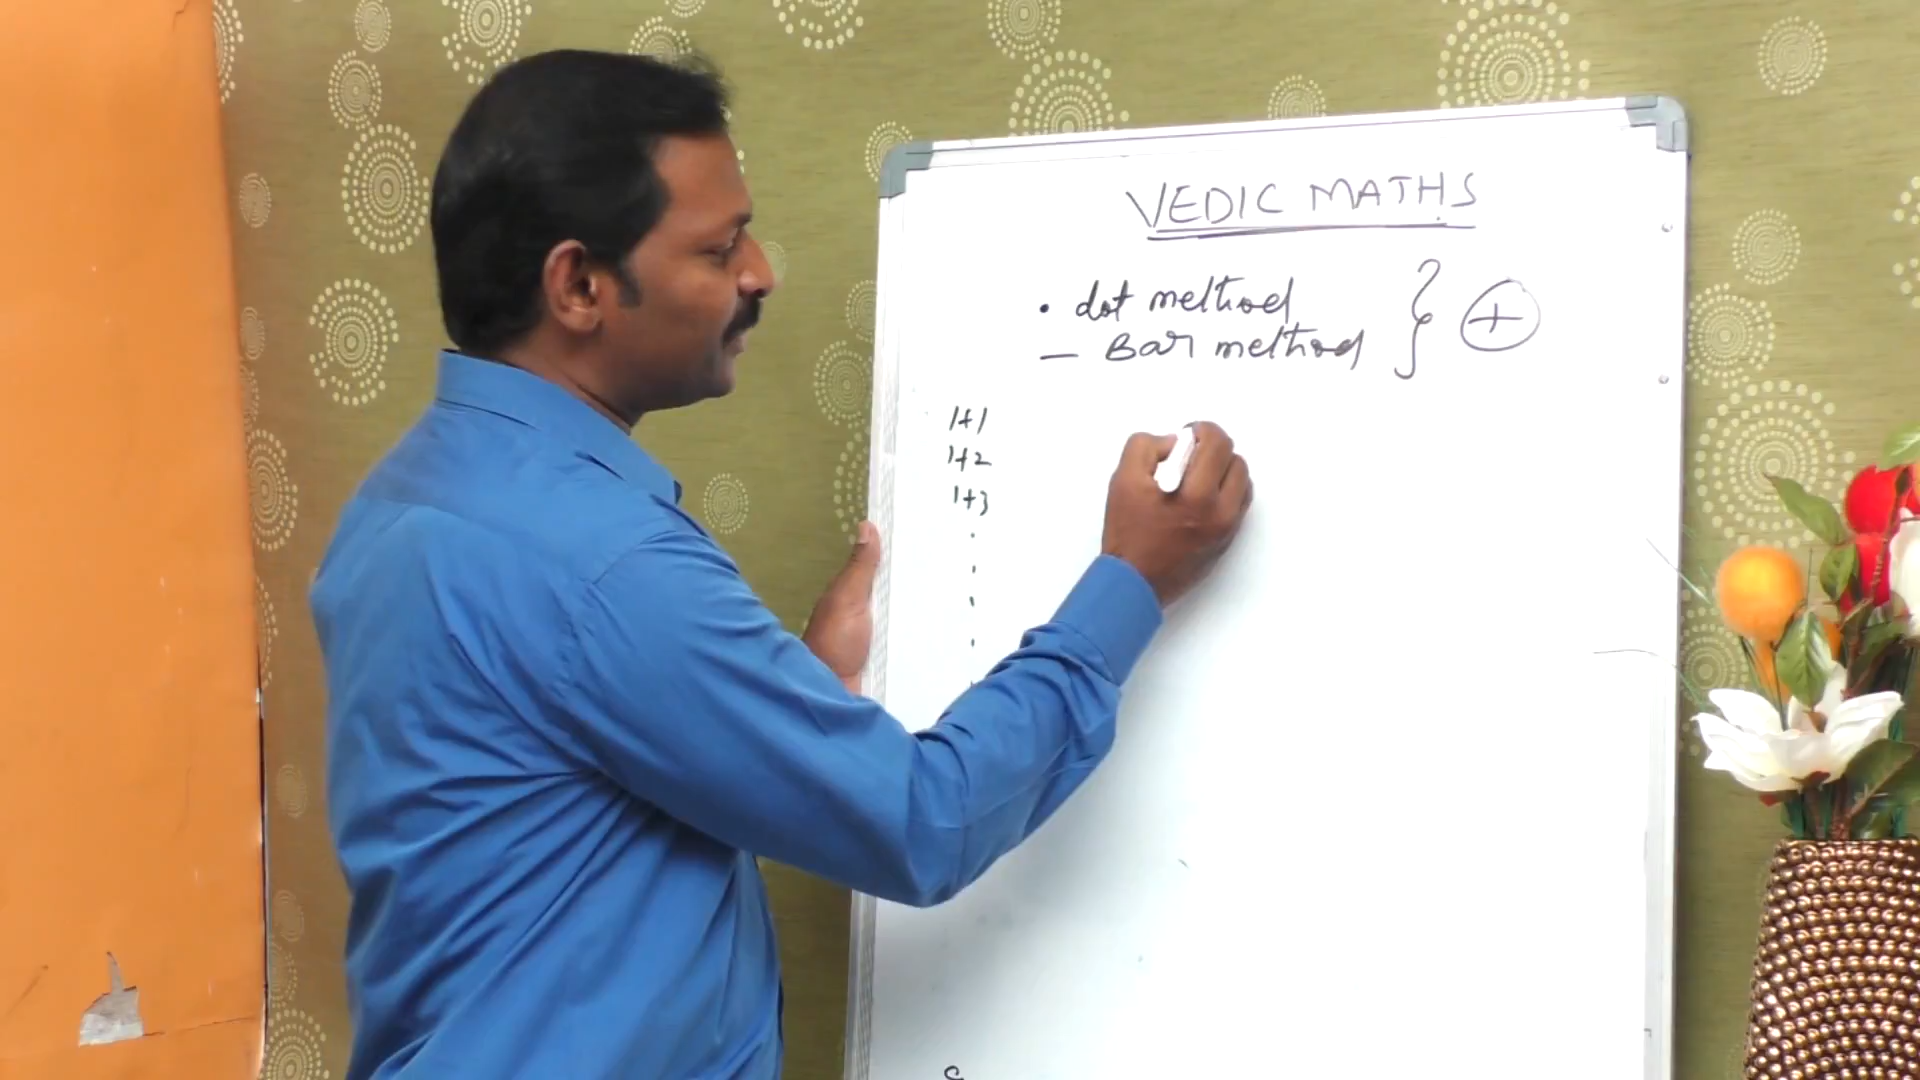 VEDIC MATHS
• dot method
— Bar method } +
1+1
1+2
1+3
.
.
.
.